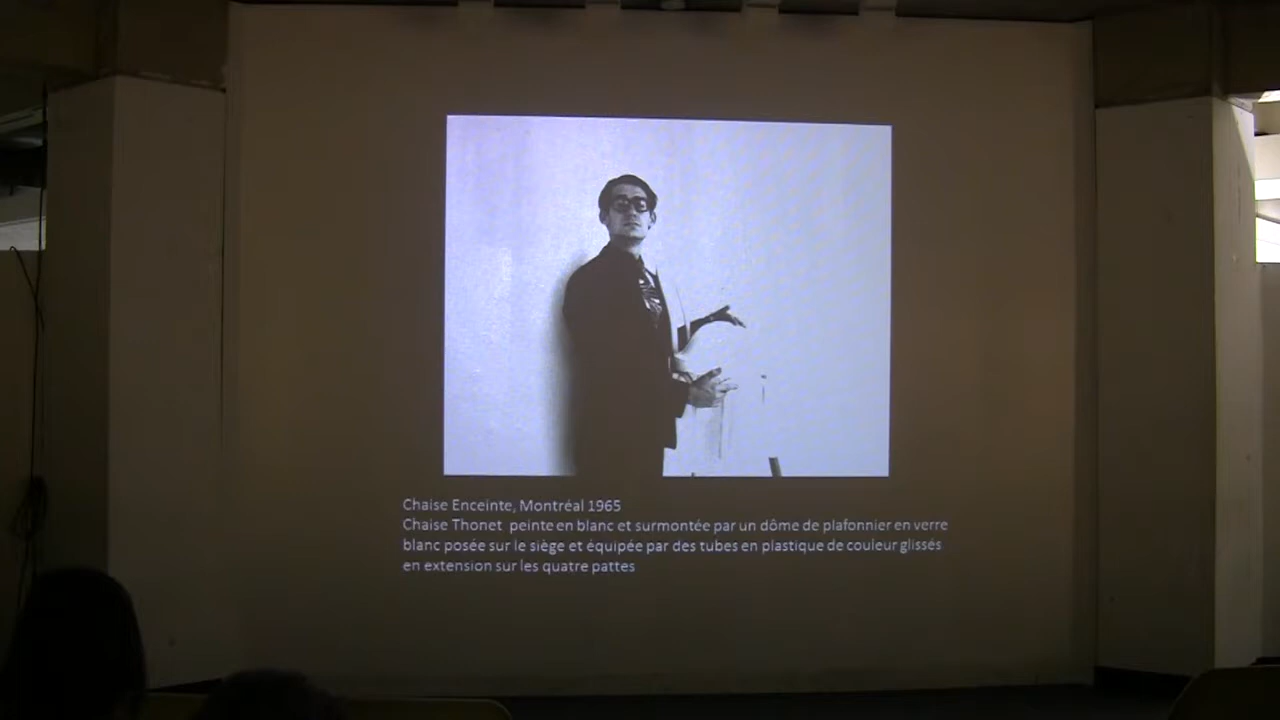 Chaise Enceinte, Montréal 1965
Chaise Thonet peinte en blanc et surmontée par un dôme de plafonnier en verre
blanc posée sur le siège et équipée par des tubes en plastique de couleur glissés
en extension sur les quatre pattes